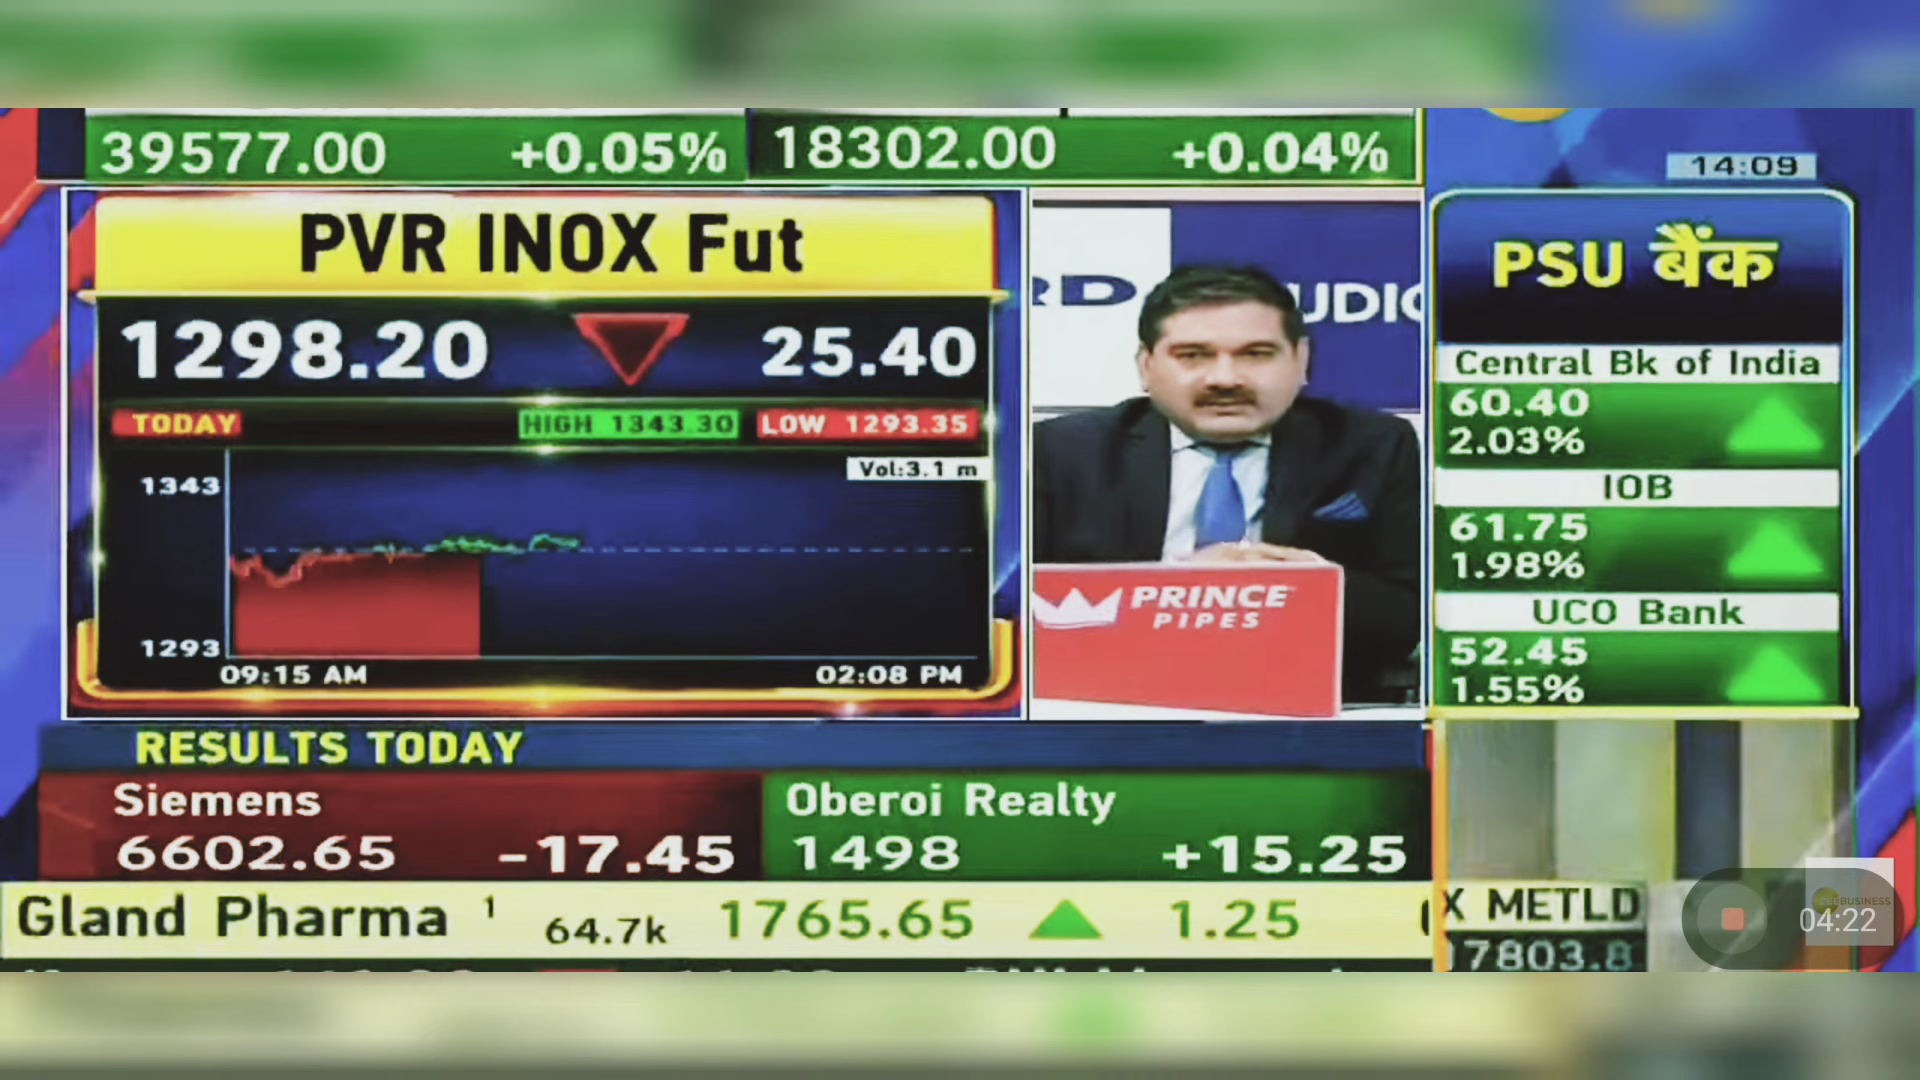 39577.00 +0.05% 18302.00 +0.04%
14:09
PVR INOX Fut
1298.20 25.40
TODAY HIGH 1343.30 LOW 1293.35
Vol:3.1 m
1343
1293
09:15 AM 02:08 PM
UDIO
PRINCE
PIPES
PSU बैंक
Central Bk of India
60.40
2.03%
IOB
61.75
1.98%
UCO Bank
52.45
1.55%
RESULTS TODAY
Siemens
6602.65 -17.45
Oberoi Realty
1498 +15.25
Gland Pharma 1 64.7k 1765.65 1.25
X METLD
17803.8
ZEEBUSINESS
04:22